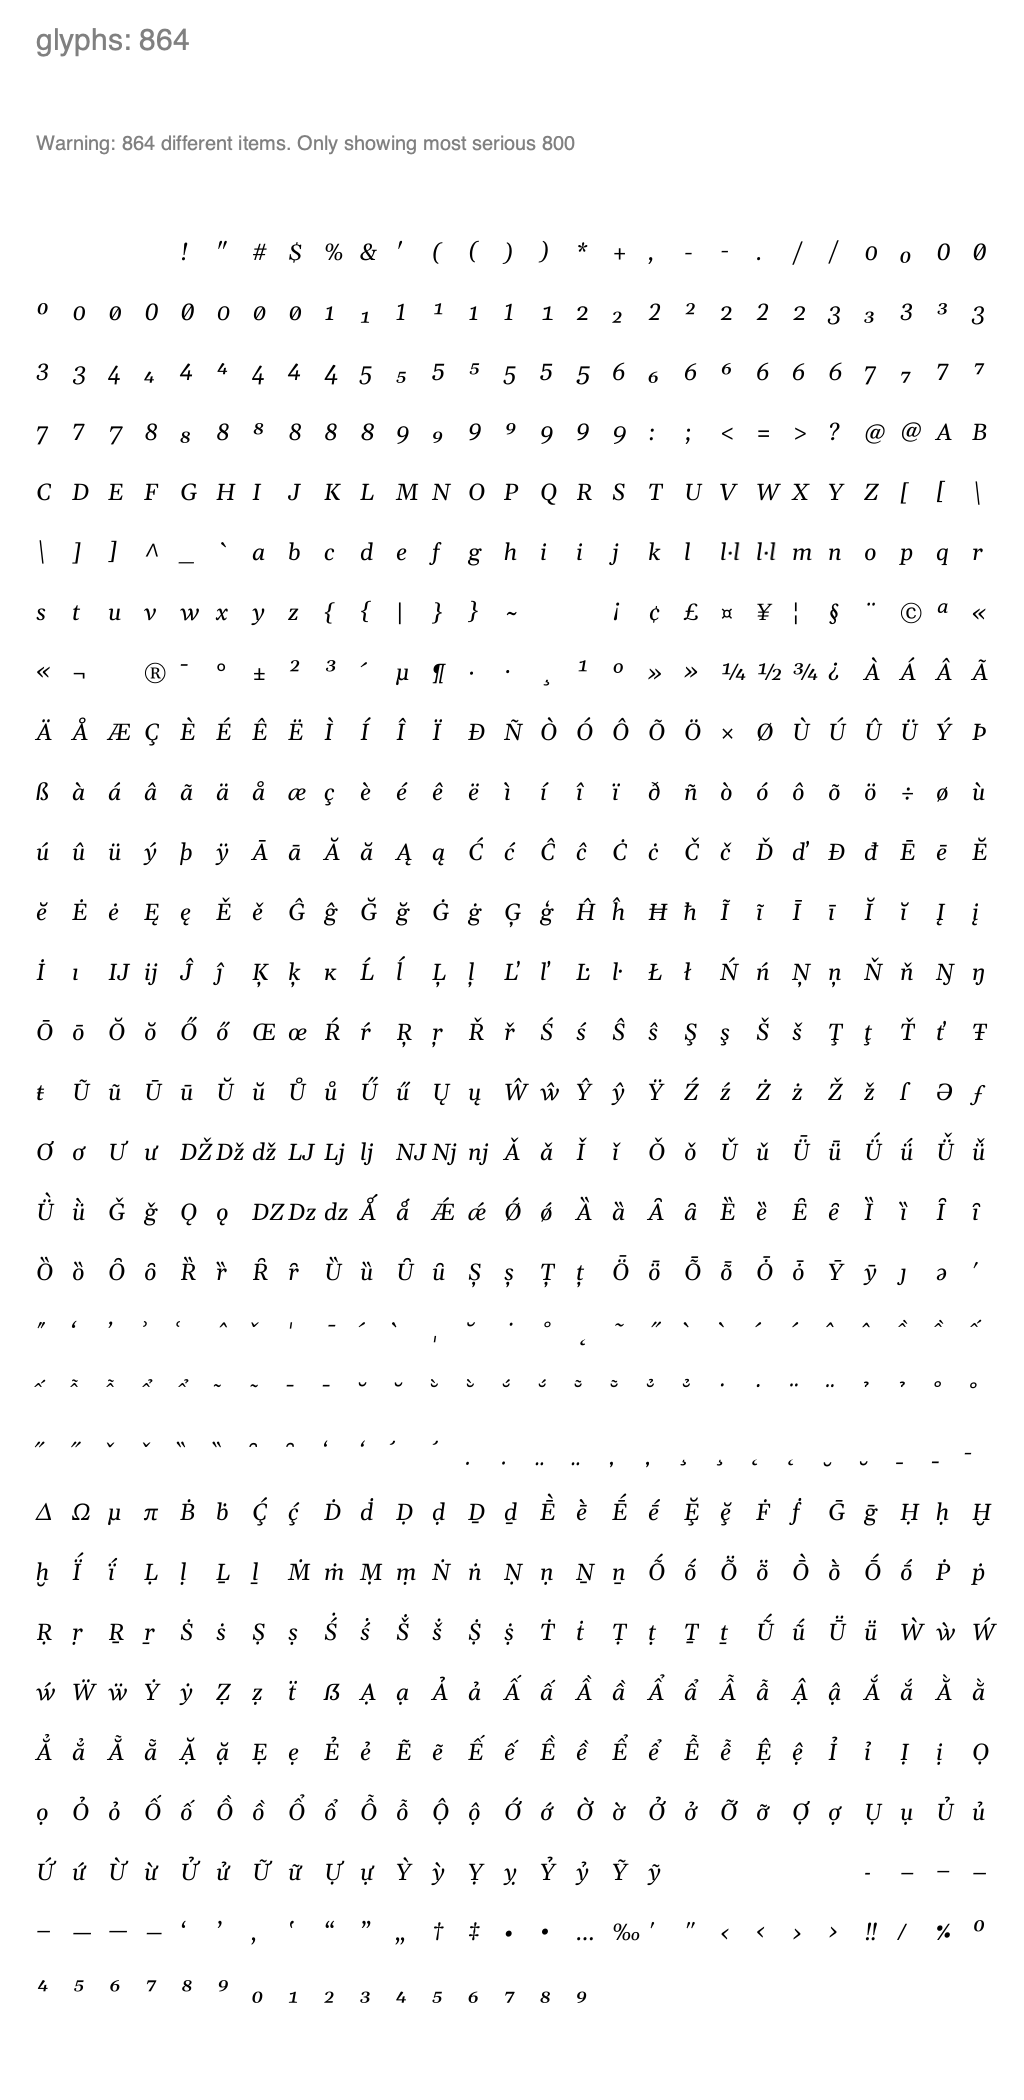 glyphs: 864
Warning: 864 different items. Only showing most serious 800
! " # $ % & ' ( ( ) ) * + , - - . / / 0 ₀ 0 0̸
⁰ 0 0̸ 0 0̸ 0 0̸ 0̸ 1 ₁ 1 ¹ 1 1 1 2 ₂ 2 ² 2 2 2 3 ₃ 3 ³ 3
3 3 4 ₄ 4 ⁴ 4 4 4 5 ₅ 5 ⁵ 5 5 5 6 ₆ 6 ⁶ 6 6 6 7 ₇ 7 ⁷
7 7 7 8 ₈ 8 ⁸ 8 8 8 9 ₉ 9 ⁹ 9 9 9 : ; < = > ? @ @ A B
C D E F G H I J K L M N O P Q R S T U V W X Y Z [ [ \
\ ] ] ^ _ ` a b c d e f g h i i j k l l·l l·l m n o p q r
s t u v w x y z { { | } } ~ ¡ ¢ £ ¤ ¥ ¦ § ¨ © ª «
« ¬ ® ¯ ° ± ² ³ ´ µ ¶ · · ¸ ¹ º » » ¼ ½ ¾ ¿ À Á Â Ã
Ä Å Æ Ç È É Ê Ë Ì Í Î Ï Ð Ñ Ò Ó Ô Õ Ö × Ø Ù Ú Û Ü Ý Þ
ß à á â ã ä å æ ç è é ê ë ì í î ï ð ñ ò ó ô õ ö ÷ ø ù
ú û ü ý þ ÿ Ā ā Ă ă Ą ą Ć ć Ĉ ĉ Ċ ċ Č č Ď ď Đ đ Ē ē Ĕ
ĕ Ė ė Ę ę Ě ě Ĝ ĝ Ğ ğ Ġ ġ Ģ ģ Ĥ ĥ Ħ ħ Ĩ ĩ Ī ī Ĭ ĭ Į į
İ ı Ĳ ĳ Ĵ ĵ Ķ ķ ĸ Ĺ ĺ Ļ ļ Ľ ľ Ŀ ŀ Ł ł Ń ń Ņ ņ Ň ň Ŋ ŋ
Ō ō Ŏ ŏ Ő ő Œ œ Ŕ ŕ Ŗ ŗ Ř ř Ś ś Ŝ ŝ Ş ş Š š Ţ ţ Ť ť Ŧ
ŧ Ũ ũ Ū ū Ŭ ŭ Ů ů Ű ű Ų ų Ŵ ŵ Ŷ ŷ Ÿ Ź ź Ż ż Ž ž ſ Ə ƒ
Ơ ơ Ư ư Ǆ ǅ ǆ Ǉ ǈ ǉ Ǌ ǋ ǌ Ǎ ǎ Ǐ ǐ Ǒ ǒ Ǔ ǔ Ǖ ǖ Ǘ ǘ Ǚ ǚ
Ǜ ǜ Ǧ ǧ Ǫ ǫ Ǳ ǲ ǳ Ǻ ǻ Ǽ ǽ Ǿ ǿ Ȁ ȁ Ȃ ȃ Ȅ ȅ Ȇ ȇ Ȉ ȉ Ȋ ȋ
Ȍ ȍ Ȏ ȏ Ȑ ȑ Ȓ ȓ Ȕ ȕ Ȗ ȗ Ș ș Ț ț Ȫ ȫ Ȭ ȭ Ȱ ȱ Ȳ ȳ ȷ ə ʹ
ʺ ʻ ʼ ʾ ʿ ˆ ˇ ˈ ˉ ˊ ˋ ˌ ˘ ˙ ˚ ˛ ˜ ˝
Δ Ω μ π Ḃ ḃ Ḉ ḉ Ḋ ḋ Ḍ ḍ Ḏ ḏ Ḕ ḕ Ḗ ḗ Ḝ ḝ Ḟ ḟ Ḡ ḡ Ḥ ḥ Ḫ
ḫ Ḯ ḯ Ḷ ḷ Ḻ ḻ Ṁ ṁ Ṃ ṃ Ṅ ṅ Ṇ ṇ Ṉ ṉ Ṍ ṍ Ṏ ṏ Ṑ ṑ Ṓ ṓ Ṗ ṗ
Ṛ ṛ Ṟ ṟ Ṡ ṡ Ṣ ṣ Ṥ ṥ Ṧ ṧ Ṩ ṩ Ṫ ṫ Ṭ ṭ Ṯ ṯ Ṹ ṹ Ṻ ṻ Ẁ ẁ Ẃ
ẃ Ẅ ẅ Ẏ ẏ Ẓ ẓ ẗ ẞ Ạ ạ Ả ả Ấ ấ Ầ ầ Ẩ ẩ Ẫ ẫ Ậ ậ Ắ ắ Ằ ằ
Ẳ ẳ Ẵ ẵ Ặ ặ Ẹ ẹ Ẻ ẻ Ẽ ẽ Ế ế Ề ề Ể ể Ễ ễ Ệ ệ Ỉ ỉ Ị ị Ọ
ọ Ỏ ỏ Ố ố Ồ ồ Ổ ổ Ỗ ỗ Ộ ộ Ớ ớ Ờ ờ Ở ở Ỡ ỡ Ợ ợ Ụ ụ Ủ ủ
Ứ ứ Ừ ừ Ử ử Ữ ữ Ự ự Ỳ ỳ Ỵ ỵ Ỷ ỷ Ỹ ỹ ‐ – – –
– — — — ‘ ’ ‚ ‛ “ ” „ † ‡ • • … ‰ ′ ″ ‹ ‹ › › ‼ ⁄ ⁒ ⁰
⁴ ⁵ ⁶ ⁷ ⁸ ⁹ ₀ ₁ ₂ ₃ ₄ ₅ ₆ ₇ ₈ ₉